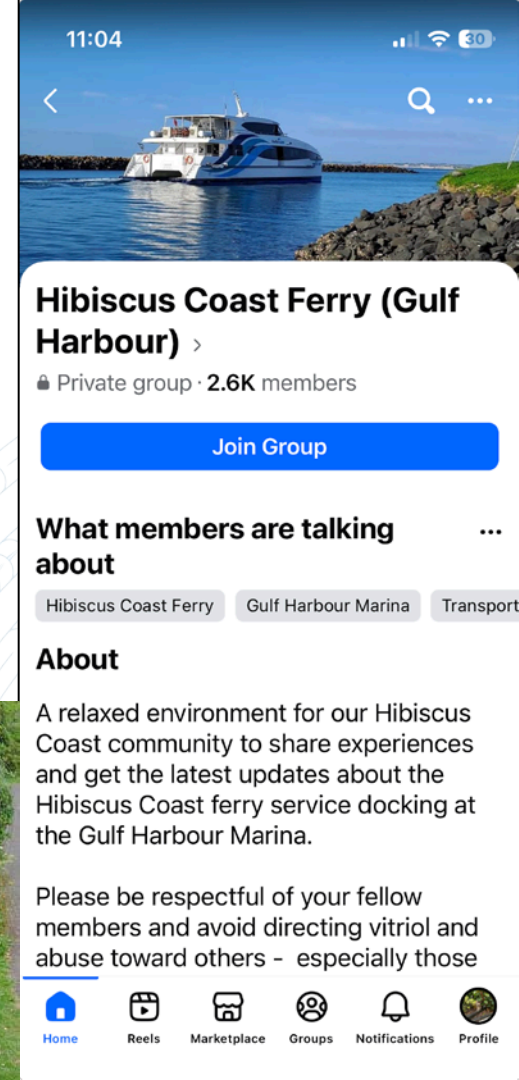 11:04
30
Hibiscus Coast Ferry (Gulf
Harbour) ›
Private group · 2.6K members
Join Group
What members are talking
about
Hibiscus Coast Ferry
Gulf Harbour Marina
Transport
About
A relaxed environment for our Hibiscus
Coast community to share experiences
and get the latest updates about the
Hibiscus Coast ferry service docking at
the Gulf Harbour Marina.
Please be respectful of your fellow
members and avoid directing vitriol and
abuse toward others - especially those
Home
Reels
Marketplace
Groups
Notifications
Profile